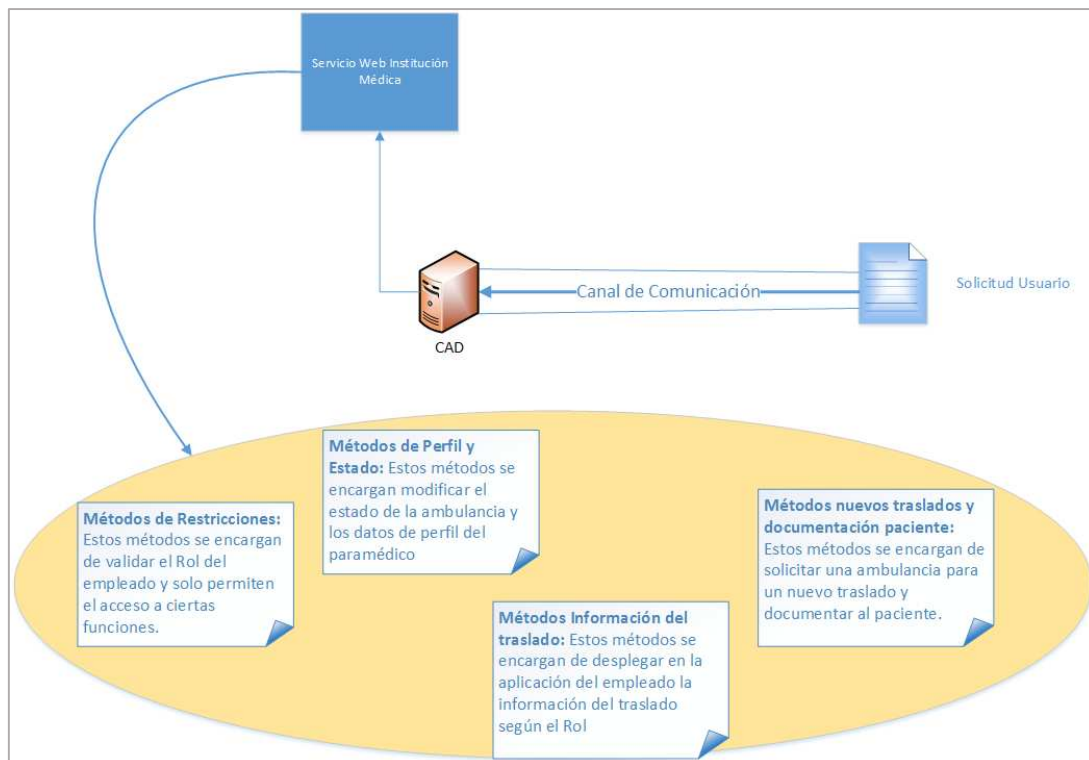 Servicio Web Institución
Médica
Canal de Comunicación
Solicitud Usuario
CAD
Métodos de Perfil y
Estado: Estos métodos se
encargan modificar el
estado de la ambulancia y
los datos de perfil del
paramédico
Métodos de Restricciones:
Estos métodos se encargan
de validar el Rol del
empleado y solo permiten
el acceso a ciertas
funciones.
Métodos nuevos traslados y
documentación paciente:
Estos métodos se encargan de
solicitar una ambulancia para
un nuevo traslado y
documentar al paciente.
Métodos Información del
traslado: Estos métodos se
encargan de desplegar en la
aplicación del empleado la
información del traslado
según el Rol